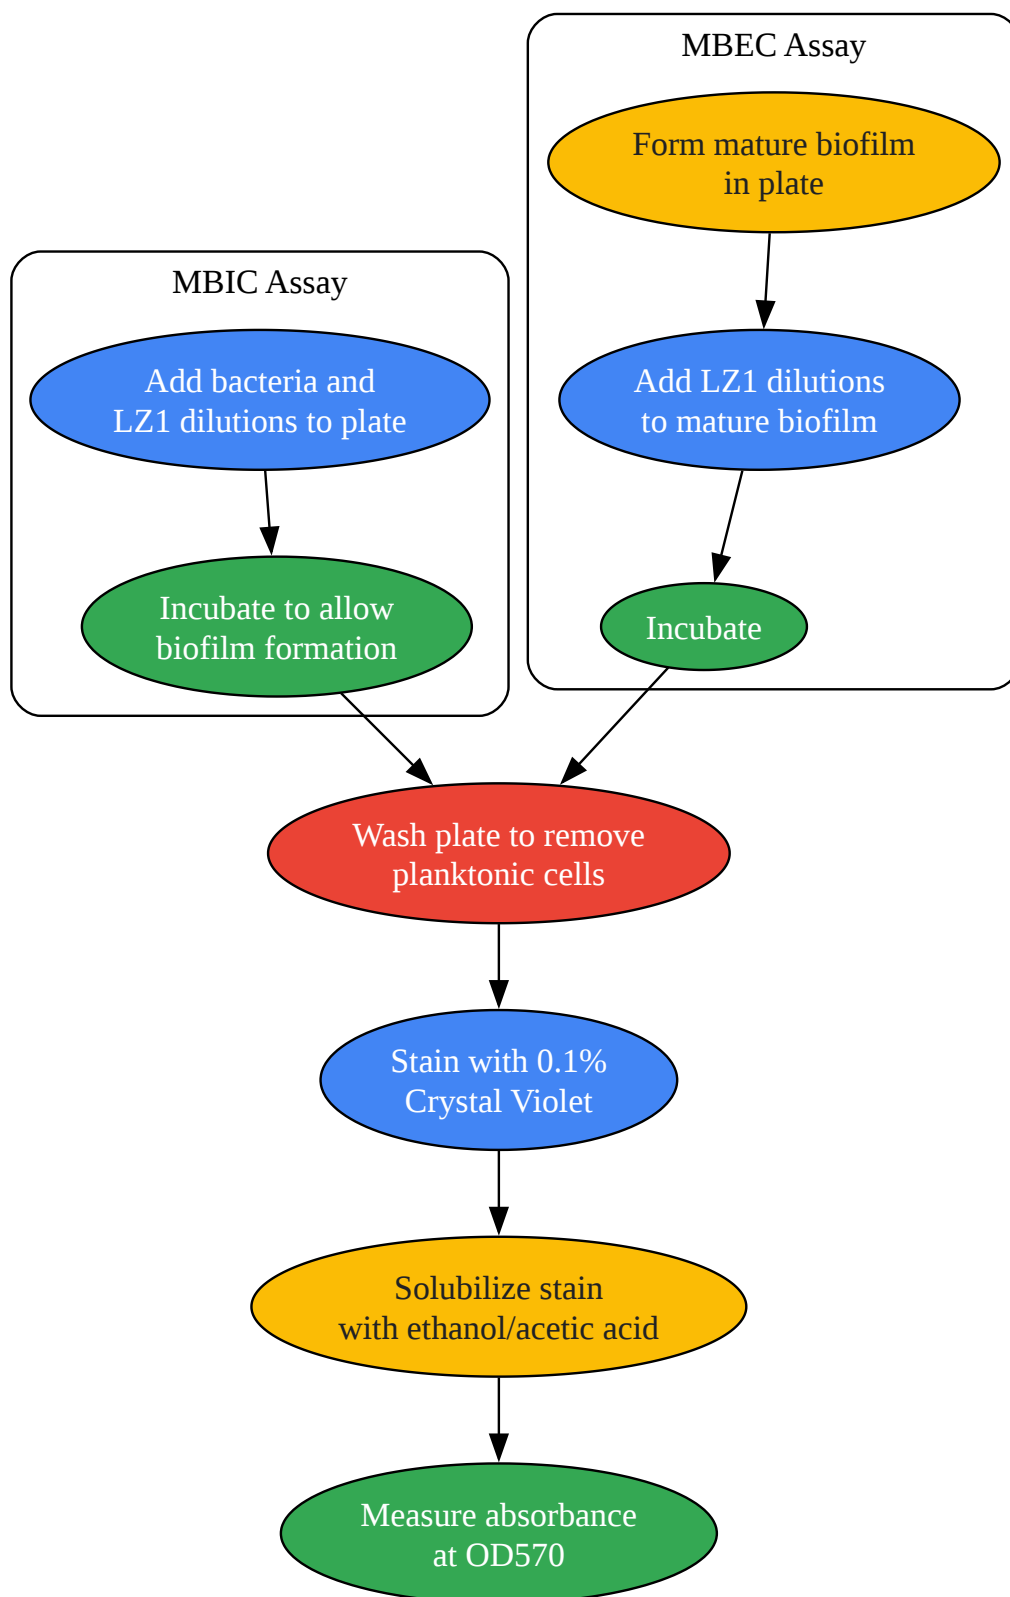 MBEC Assay
Form mature biofilm
in plate
MBIC Assay
Add bacteria and
LZ1 dilutions to plate
Add LZ1 dilutions
to mature biofilm
Incubate to allow
biofilm formation
Incubate
Wash plate to remove
planktonic cells
Stain with 0.1%
Crystal Violet
Solubilize stain
with ethanol/acetic acid
Measure absorbance
at OD570